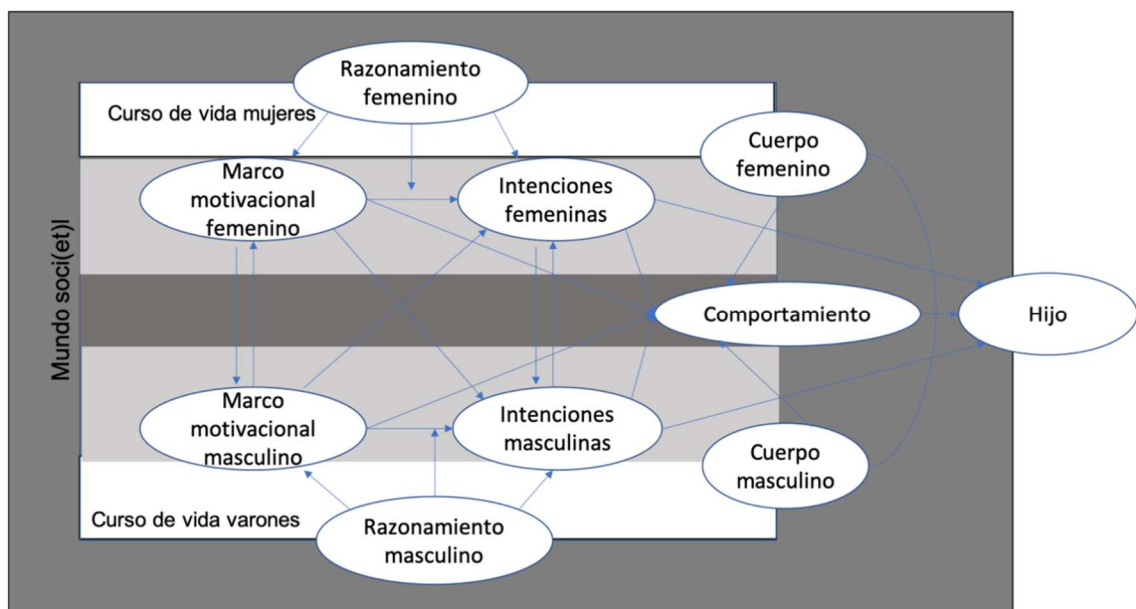 Razonamiento
femenino
Curso de vida mujeres
Cuerpo
femenino
Marco
motivacional
femenino
Intenciones
femeninas
Mundo soci(et)l
Comportamiento
Hijo
Marco
motivacional
masculino
Intenciones
masculinas
Cuerpo
masculino
Curso de vida varones
Razonamiento
masculino